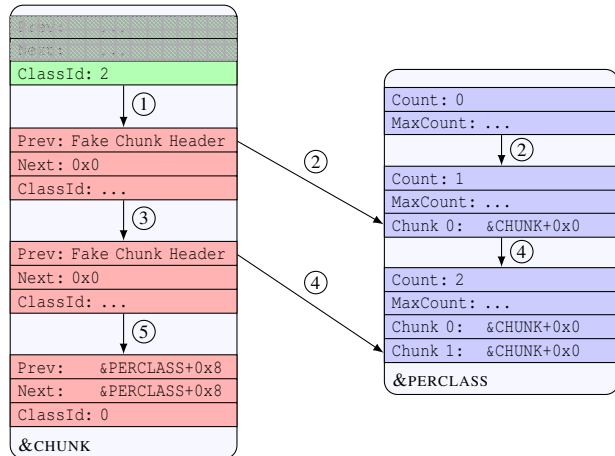 Prev: ...
Next: ...
ClassId: 2
①
Prev: Fake Chunk Header
Next: 0x0
ClassId: ...
③
Prev: Fake Chunk Header
Next: 0x0
ClassId: ...
⑤
Prev: &PERCLASS+0x8
Next: &PERCLASS+0x8
ClassId: 0
&CHUNK
②
④
Count: 0
MaxCount: ...
②
Count: 1
MaxCount: ...
Chunk 0: &CHUNK+0x0
④
Count: 2
MaxCount: ...
Chunk 0: &CHUNK+0x0
Chunk 1: &CHUNK+0x0
&PERCLASS